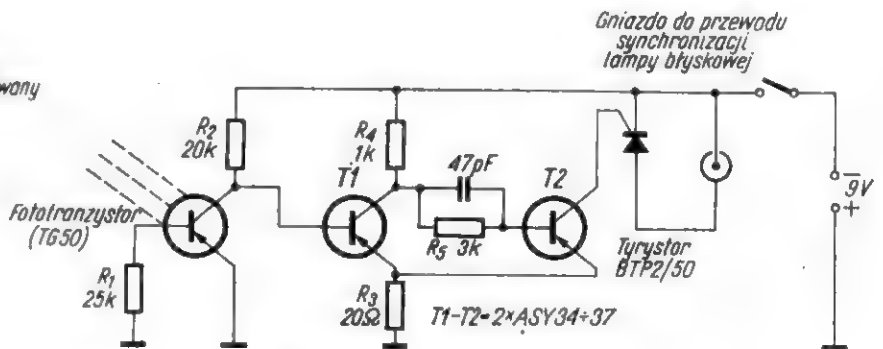 Gniazdo do przewodu
synchronizacji
lampy błyskowej
wany
R2
20k
R4
1k
47pF
T1
T2
R5 3k
Fototranzystor
(TG50)
R1
25k
R3
20Ω
T1-T2=2×ASY34÷37
Tyrystor
BTP2/50
−
9V
+